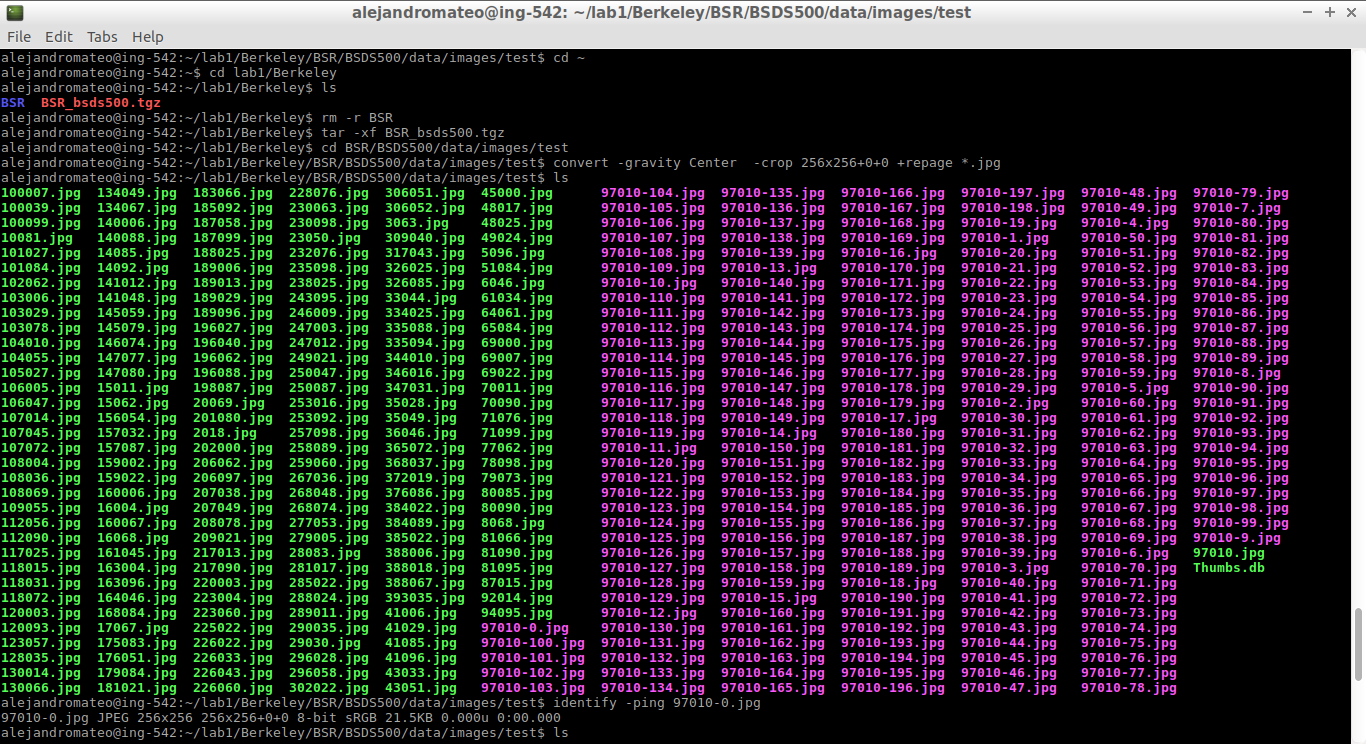 alejandromateo@ing-542: ~/lab1/Berkeley/BSR/BSDS500/data/images/test
File Edit Tabs Help
alejandromateo@ing-542:~/lab1/Berkeley/BSR/BSDS500/data/images/test$ cd ~
alejandromateo@ing-542:~$ cd lab1/Berkeley
alejandromateo@ing-542:~/lab1/Berkeley$ ls
BSR  BSR_bsds500.tgz
alejandromateo@ing-542:~/lab1/Berkeley$ rm -r BSR
alejandromateo@ing-542:~/lab1/Berkeley$ tar -xf BSR_bsds500.tgz
alejandromateo@ing-542:~/lab1/Berkeley$ cd BSR/BSDS500/data/images/test
alejandromateo@ing-542:~/lab1/Berkeley/BSR/BSDS500/data/images/test$ convert -gravity Center  -crop 256x256+0+0 +repage *.jpg
alejandromateo@ing-542:~/lab1/Berkeley/BSR/BSDS500/data/images/test$ ls
100007.jpg 134049.jpg 183066.jpg 228076.jpg 306051.jpg 45000.jpg 97010-104.jpg 97010-135.jpg 97010-166.jpg 97010-197.jpg 97010-48.jpg 97010-79.jpg
100039.jpg 134067.jpg 185092.jpg 230063.jpg 306052.jpg 48017.jpg 97010-105.jpg 97010-136.jpg 97010-167.jpg 97010-198.jpg 97010-49.jpg 97010-7.jpg
100099.jpg 140006.jpg 187058.jpg 230098.jpg 3063.jpg 48025.jpg 97010-106.jpg 97010-137.jpg 97010-168.jpg 97010-19.jpg 97010-4.jpg 97010-80.jpg
10081.jpg 140088.jpg 187099.jpg 23050.jpg 309040.jpg 49024.jpg 97010-107.jpg 97010-138.jpg 97010-169.jpg 97010-1.jpg 97010-50.jpg 97010-81.jpg
101027.jpg 14085.jpg 188025.jpg 232076.jpg 317043.jpg 5096.jpg 97010-108.jpg 97010-139.jpg 97010-16.jpg 97010-20.jpg 97010-51.jpg 97010-82.jpg
101084.jpg 14092.jpg 189006.jpg 235098.jpg 326025.jpg 51084.jpg 97010-109.jpg 97010-13.jpg 97010-170.jpg 97010-21.jpg 97010-52.jpg 97010-83.jpg
102062.jpg 141012.jpg 189013.jpg 238025.jpg 326085.jpg 6046.jpg 97010-10.jpg 97010-140.jpg 97010-171.jpg 97010-22.jpg 97010-53.jpg 97010-84.jpg
103006.jpg 141048.jpg 189029.jpg 243095.jpg 33044.jpg 61034.jpg 97010-110.jpg 97010-141.jpg 97010-172.jpg 97010-23.jpg 97010-54.jpg 97010-85.jpg
103029.jpg 145059.jpg 189096.jpg 246009.jpg 334025.jpg 64061.jpg 97010-111.jpg 97010-142.jpg 97010-173.jpg 97010-24.jpg 97010-55.jpg 97010-86.jpg
103078.jpg 145079.jpg 196027.jpg 247003.jpg 335088.jpg 65084.jpg 97010-112.jpg 97010-143.jpg 97010-174.jpg 97010-25.jpg 97010-56.jpg 97010-87.jpg
104010.jpg 146074.jpg 196040.jpg 247012.jpg 335094.jpg 69000.jpg 97010-113.jpg 97010-144.jpg 97010-175.jpg 97010-26.jpg 97010-57.jpg 97010-88.jpg
104055.jpg 147077.jpg 196062.jpg 249021.jpg 344010.jpg 69007.jpg 97010-114.jpg 97010-145.jpg 97010-176.jpg 97010-27.jpg 97010-58.jpg 97010-89.jpg
105027.jpg 147080.jpg 196088.jpg 250047.jpg 346016.jpg 69022.jpg 97010-115.jpg 97010-146.jpg 97010-177.jpg 97010-28.jpg 97010-59.jpg 97010-8.jpg
106005.jpg 15011.jpg 198087.jpg 250087.jpg 347031.jpg 70011.jpg 97010-116.jpg 97010-147.jpg 97010-178.jpg 97010-29.jpg 97010-5.jpg 97010-90.jpg
106047.jpg 15062.jpg 20069.jpg 253016.jpg 35028.jpg 70090.jpg 97010-117.jpg 97010-148.jpg 97010-179.jpg 97010-2.jpg 97010-60.jpg 97010-91.jpg
107014.jpg 156054.jpg 201080.jpg 253092.jpg 35049.jpg 71076.jpg 97010-118.jpg 97010-149.jpg 97010-17.jpg 97010-30.jpg 97010-61.jpg 97010-92.jpg
107045.jpg 157032.jpg 2018.jpg 257098.jpg 36046.jpg 71099.jpg 97010-119.jpg 97010-14.jpg 97010-180.jpg 97010-31.jpg 97010-62.jpg 97010-93.jpg
107072.jpg 157087.jpg 202000.jpg 258089.jpg 365072.jpg 77062.jpg 97010-11.jpg 97010-150.jpg 97010-181.jpg 97010-32.jpg 97010-63.jpg 97010-94.jpg
108004.jpg 159002.jpg 206062.jpg 259060.jpg 368037.jpg 78098.jpg 97010-120.jpg 97010-151.jpg 97010-182.jpg 97010-33.jpg 97010-64.jpg 97010-95.jpg
108036.jpg 159022.jpg 206097.jpg 267036.jpg 372019.jpg 79073.jpg 97010-121.jpg 97010-152.jpg 97010-183.jpg 97010-34.jpg 97010-65.jpg 97010-96.jpg
108069.jpg 160006.jpg 207038.jpg 268048.jpg 376086.jpg 80085.jpg 97010-122.jpg 97010-153.jpg 97010-184.jpg 97010-35.jpg 97010-66.jpg 97010-97.jpg
109055.jpg 16004.jpg 207049.jpg 268074.jpg 384022.jpg 80090.jpg 97010-123.jpg 97010-154.jpg 97010-185.jpg 97010-36.jpg 97010-67.jpg 97010-98.jpg
112056.jpg 160067.jpg 208078.jpg 277053.jpg 384089.jpg 8068.jpg 97010-124.jpg 97010-155.jpg 97010-186.jpg 97010-37.jpg 97010-68.jpg 97010-99.jpg
112090.jpg 16068.jpg 209021.jpg 279005.jpg 385022.jpg 81066.jpg 97010-125.jpg 97010-156.jpg 97010-187.jpg 97010-38.jpg 97010-69.jpg 97010-9.jpg
117025.jpg 161045.jpg 217013.jpg 28083.jpg 388006.jpg 81090.jpg 97010-126.jpg 97010-157.jpg 97010-188.jpg 97010-39.jpg 97010-6.jpg 97010.jpg
118015.jpg 163004.jpg 217090.jpg 281017.jpg 388018.jpg 81095.jpg 97010-127.jpg 97010-158.jpg 97010-189.jpg 97010-3.jpg 97010-70.jpg Thumbs.db
118031.jpg 163096.jpg 220003.jpg 285022.jpg 388067.jpg 87015.jpg 97010-128.jpg 97010-159.jpg 97010-18.jpg 97010-40.jpg 97010-71.jpg
118072.jpg 164046.jpg 223004.jpg 288024.jpg 393035.jpg 92014.jpg 97010-129.jpg 97010-15.jpg 97010-190.jpg 97010-41.jpg 97010-72.jpg
120003.jpg 168084.jpg 223060.jpg 289011.jpg 41006.jpg 94095.jpg 97010-12.jpg 97010-160.jpg 97010-191.jpg 97010-42.jpg 97010-73.jpg
120093.jpg 17067.jpg 225022.jpg 290035.jpg 41029.jpg 97010-0.jpg 97010-130.jpg 97010-161.jpg 97010-192.jpg 97010-43.jpg 97010-74.jpg
123057.jpg 175083.jpg 226022.jpg 29030.jpg 41085.jpg 97010-100.jpg 97010-131.jpg 97010-162.jpg 97010-193.jpg 97010-44.jpg 97010-75.jpg
128035.jpg 176051.jpg 226033.jpg 296028.jpg 41096.jpg 97010-101.jpg 97010-132.jpg 97010-163.jpg 97010-194.jpg 97010-45.jpg 97010-76.jpg
130014.jpg 179084.jpg 226043.jpg 296058.jpg 43033.jpg 97010-102.jpg 97010-133.jpg 97010-164.jpg 97010-195.jpg 97010-46.jpg 97010-77.jpg
130066.jpg 181021.jpg 226060.jpg 302022.jpg 43051.jpg 97010-103.jpg 97010-134.jpg 97010-165.jpg 97010-196.jpg 97010-47.jpg 97010-78.jpg
alejandromateo@ing-542:~/lab1/Berkeley/BSR/BSDS500/data/images/test$ identify -ping 97010-0.jpg
97010-0.jpg JPEG 256x256 256x256+0+0 8-bit sRGB 21.5KB 0.000u 0:00.000
alejandromateo@ing-542:~/lab1/Berkeley/BSR/BSDS500/data/images/test$ ls